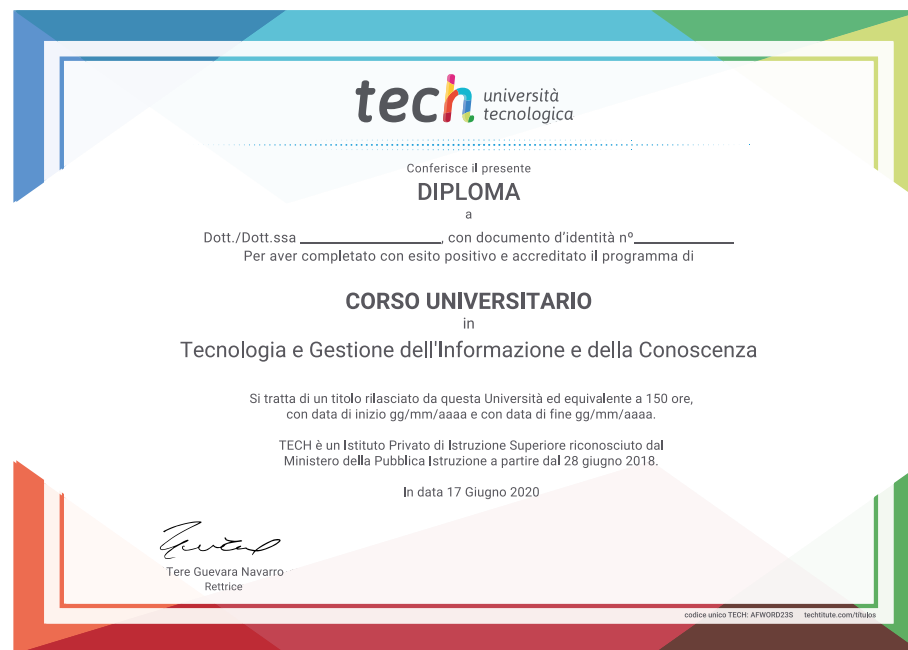 tech università
tecnologica
Conferisce il presente
DIPLOMA
a
Dott./Dott.ssa ____________________, con documento d'identità nº______________
Per aver completato con esito positivo e accreditato il programma di
CORSO UNIVERSITARIO
in
Tecnologia e Gestione dell'Informazione e della Conoscenza
Si tratta di un titolo rilasciato da questa Università ed equivalente a 150 ore,
con data di inizio gg/mm/aaaa e con data di fine gg/mm/aaaa.
TECH è un Istituto Privato di Istruzione Superiore riconosciuto dal
Ministero della Pubblica Istruzione a partire dal 28 giugno 2018.
In data 17 Giugno 2020
Tere Guevara Navarro
Rettrice
codice unico TECH: AFWORD23S techtitute.com/titulos